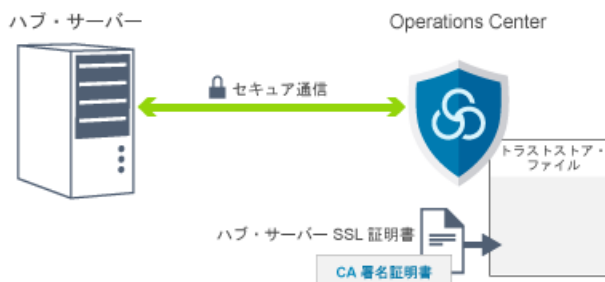 ハブ・サーバー
Operations Center
セキュア通信
トラストストア・
ファイル
ハブ・サーバー SSL 証明書
CA 署名証明書